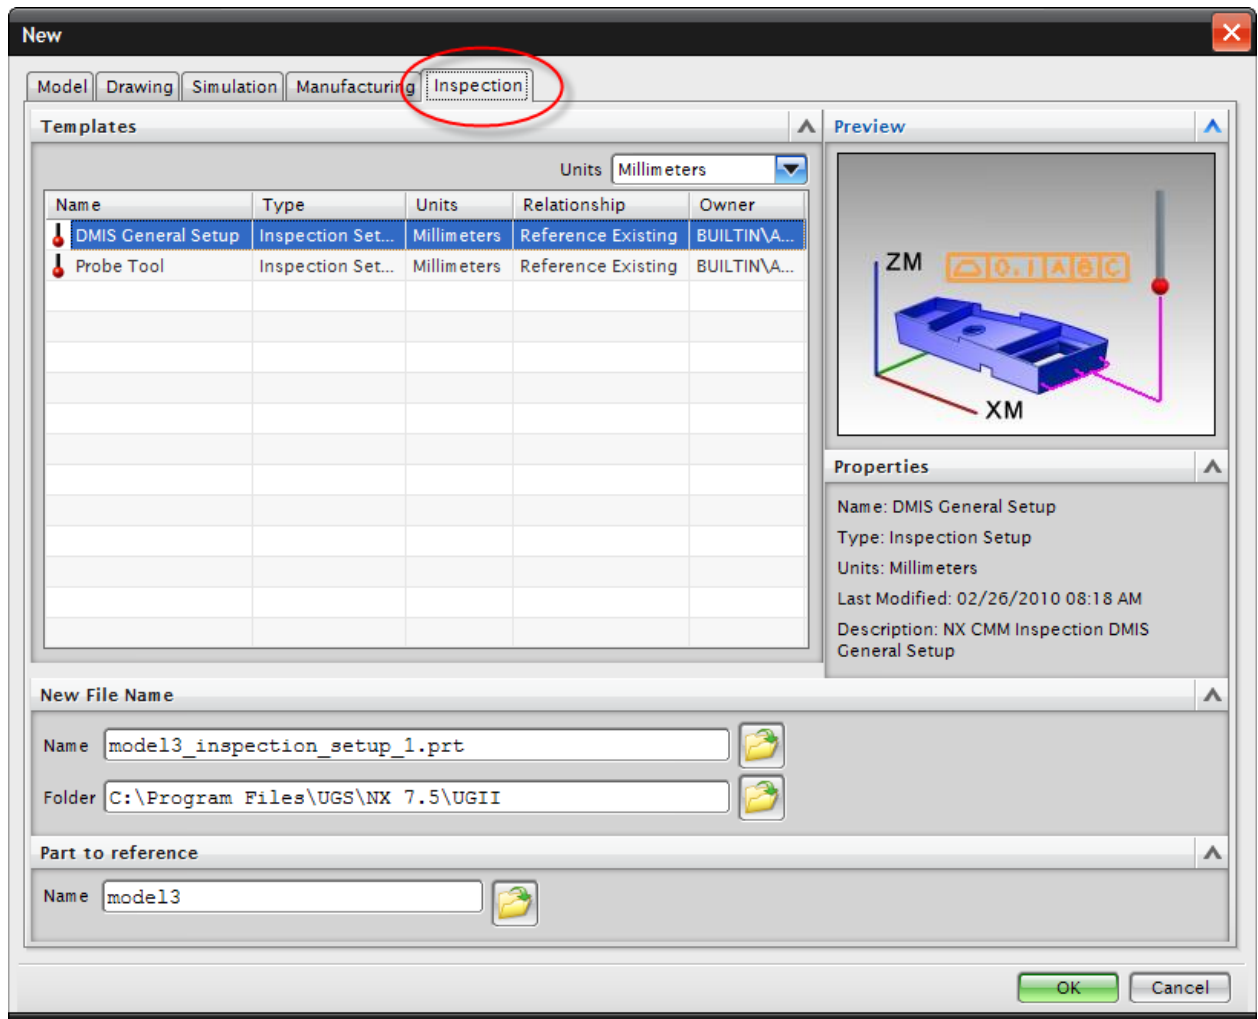 New
Model Drawing Simulation Manufacturing Inspection
Templates
Units Millimeters
Name Type Units Relationship Owner
DMIS General Setup Inspection Set... Millimeters Reference Existing BUILTIN\A...
Probe Tool Inspection Set... Millimeters Reference Existing BUILTIN\A...
Preview
ZM
0.1 A B C
XM
Properties
Name: DMIS General Setup
Type: Inspection Setup
Units: Millimeters
Last Modified: 02/26/2010 08:18 AM
Description: NX CMM Inspection DMIS
General Setup
New File Name
Name model3_inspection_setup_1.prt
Folder C:\Program Files\UGS\NX 7.5\UGII
Part to reference
Name model3
OK Cancel